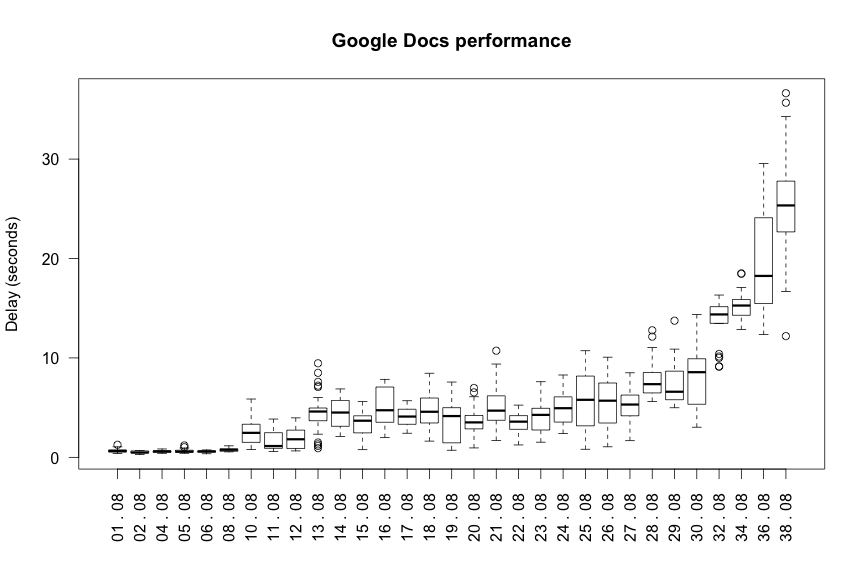 Google Docs performance
Delay (seconds)
30
20
10
0
01 . 08
02 . 08
04 . 08
05 . 08
06 . 08
08 . 08
10 . 08
11 . 08
12 . 08
13 . 08
14 . 08
15 . 08
16 . 08
17 . 08
18 . 08
19 . 08
20 . 08
21 . 08
22 . 08
23 . 08
24 . 08
25 . 08
26 . 08
27 . 08
28 . 08
29 . 08
30 . 08
32 . 08
34 . 08
36 . 08
38 . 08